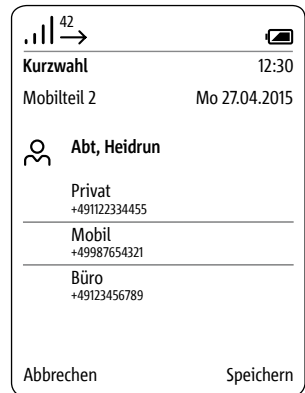 42
Kurzwahl 12:30
Mobilteil 2 Mo 27.04.2015
Abt, Heidrun
Privat
+491122334455
Mobil
+49987654321
Büro
+49123456789
Abbrechen Speichern